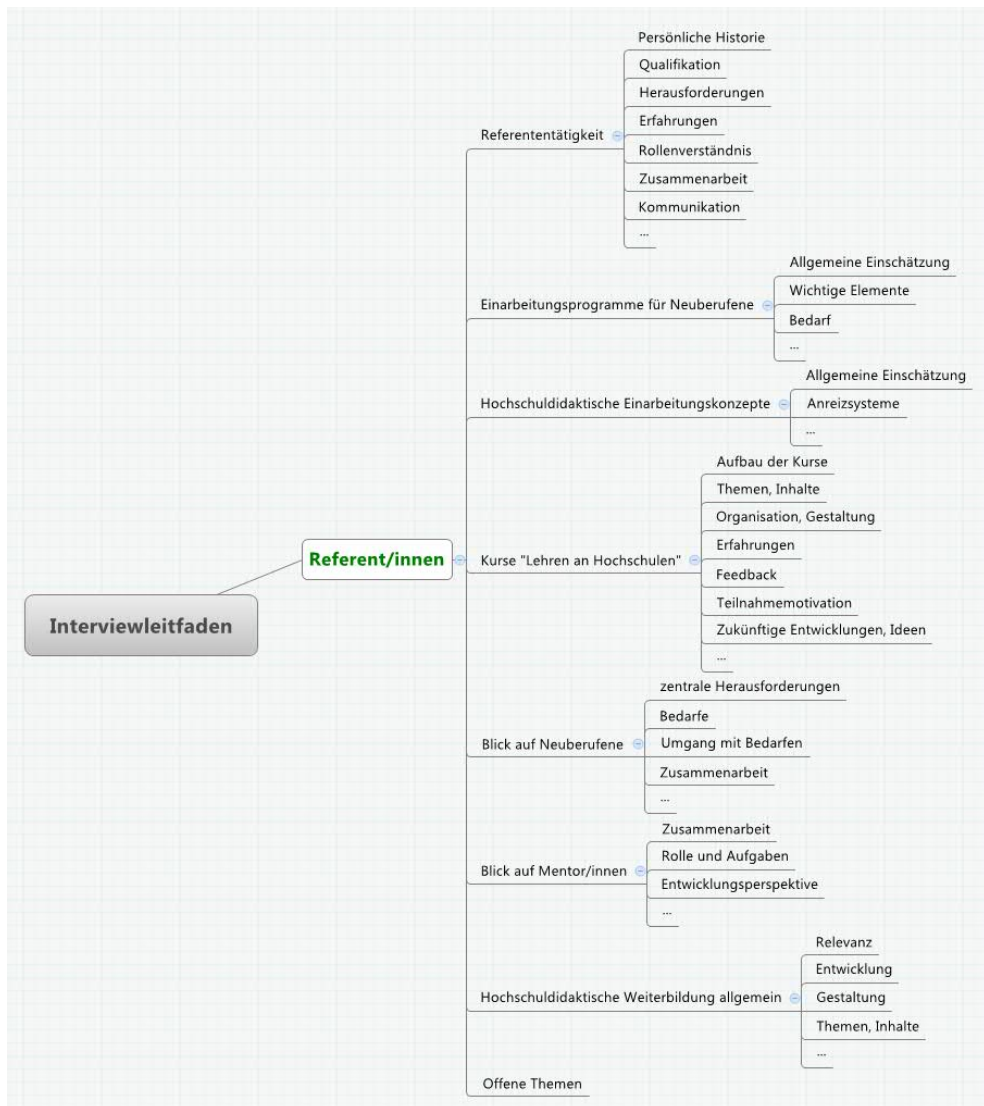 Interviewleitfaden
Referent/innen
Referententätigkeit
Persönliche Historie
Qualifikation
Herausforderungen
Erfahrungen
Rollenverständnis
Zusammenarbeit
Kommunikation
...
Einarbeitungsprogramme für Neuberufene
Allgemeine Einschätzung
Wichtige Elemente
Bedarf
...
Hochschuldidaktische Einarbeitungskonzepte
Allgemeine Einschätzung
Anreizsysteme
...
Kurse "Lehren an Hochschulen"
Aufbau der Kurse
Themen, Inhalte
Organisation, Gestaltung
Erfahrungen
Feedback
Teilnahmemotivation
Zukünftige Entwicklungen, Ideen
...
Blick auf Neuberufene
zentrale Herausforderungen
Bedarfe
Umgang mit Bedarfen
Zusammenarbeit
...
Blick auf Mentor/innen
Zusammenarbeit
Rolle und Aufgaben
Entwicklungsperspektive
...
Hochschuldidaktische Weiterbildung allgemein
Relevanz
Entwicklung
Gestaltung
Themen, Inhalte
...
Offene Themen